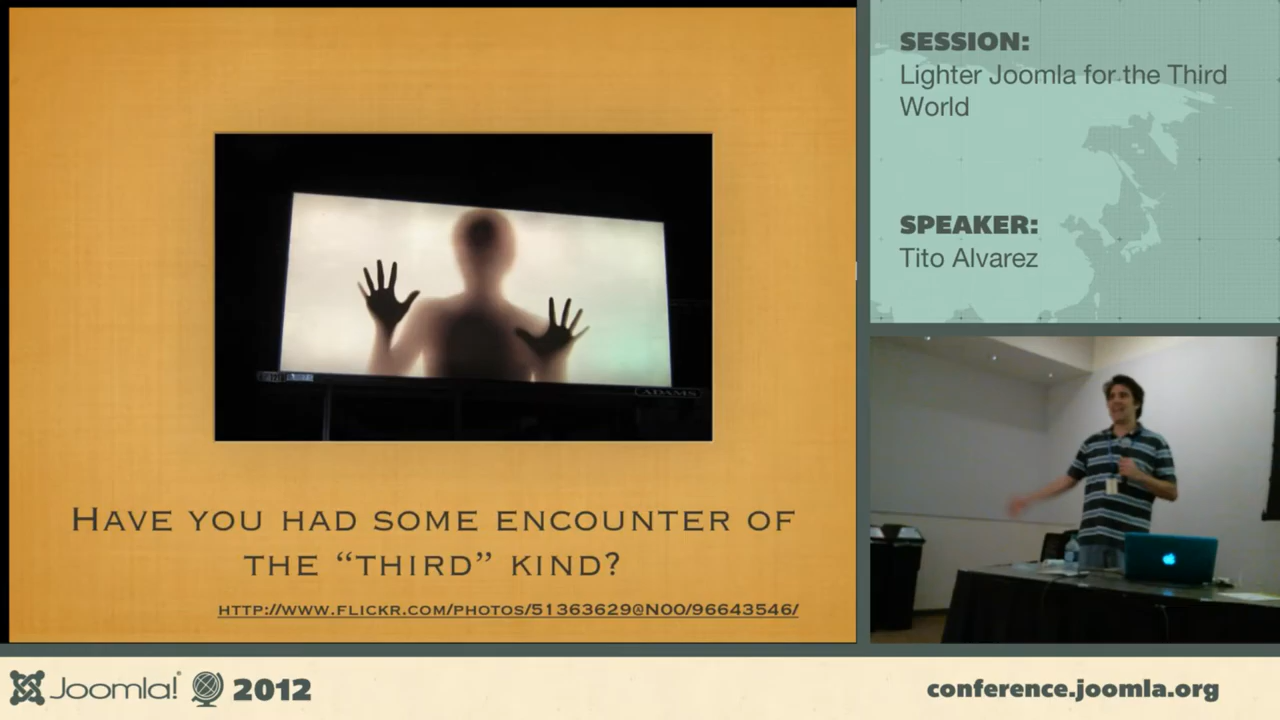 SESSION:
Lighter Joomla for the Third
World
SPEAKER:
Tito Alvarez
ADAMS
HAVE YOU HAD SOME ENCOUNTER OF
THE “THIRD” KIND?
HTTP://WWW.FLICKR.COM/PHOTOS/51363629@N00/96643546/
Joomla! 2012
conference.joomla.org